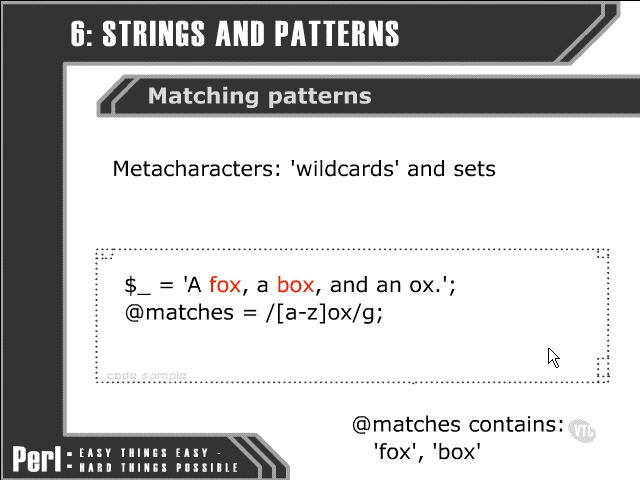 6: STRINGS AND PATTERNS
Matching patterns
Metacharacters: 'wildcards' and sets
$_ = 'A fox, a box, and an ox.';
@matches = /[a-z]ox/g;
code sample
@matches contains:
'fox', 'box'
VTC
Perl: EASY THINGS EASY -
HARD THINGS POSSIBLE